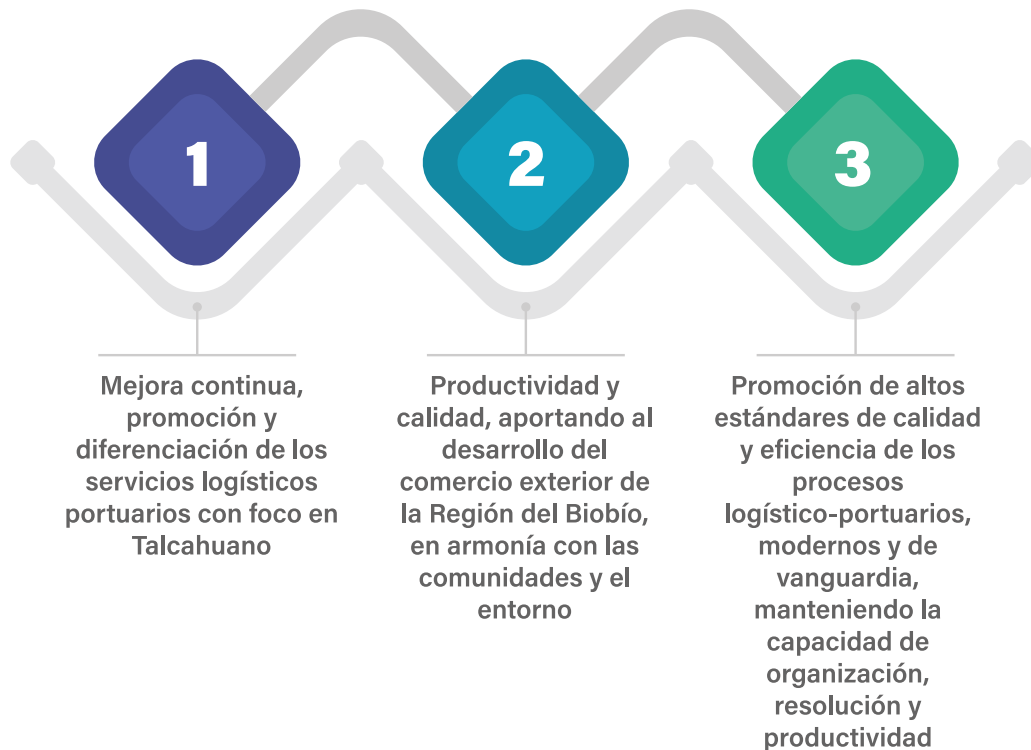 1
Mejora continua,
promoción y
diferenciación de los
servicios logísticos
portuarios con foco en
Talcahuano
2
Productividad y
calidad, aportando al
desarrollo del
comercio exterior de
la Región del Biobío,
en armonía con las
comunidades y el
entorno
3
Promoción de altos
estándares de calidad
y eficiencia de los
procesos
logístico-portuarios,
modernos y de
vanguardia,
manteniendo la
capacidad de
organización,
resolución y
productividad